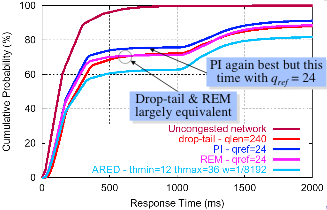 Cumulative Probability (%)
100
80
60
40
20
0
PI again best but this
time with qref = 24
Drop-tail & REM
largely equivalent
Uncongested network
drop-tail - qlen=240
PI - qref=24
REM - qref=24
ARED - thmin=12 thmax=36 w=1/8192
0 500 1000 1500 2000
Response Time (ms)